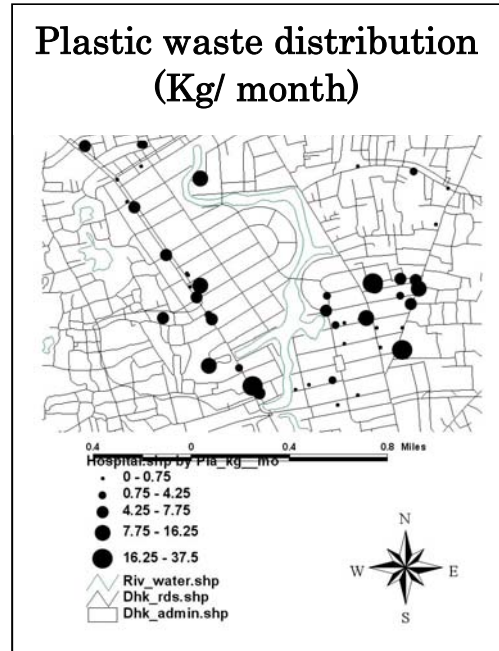 Plastic waste distribution
(Kg/ month)
0.4 0 0.4 0.8 Miles
Hospital.shp by Pla_kg__mo
0 - 0.75
0.75 - 4.25
4.25 - 7.75
7.75 - 16.25
16.25 - 37.5
Riv_water.shp
Dhk_rds.shp
Dhk_admin.shp
N
W E
S